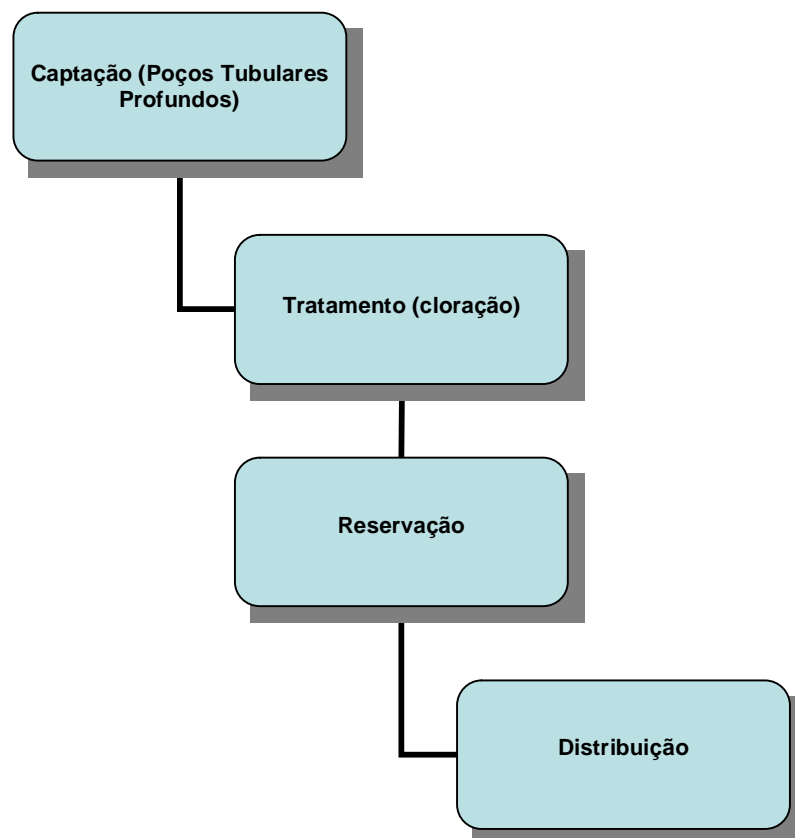 Captação (Poços Tubulares
Profundos)
Tratamento (cloração)
Reservação
Distribuição